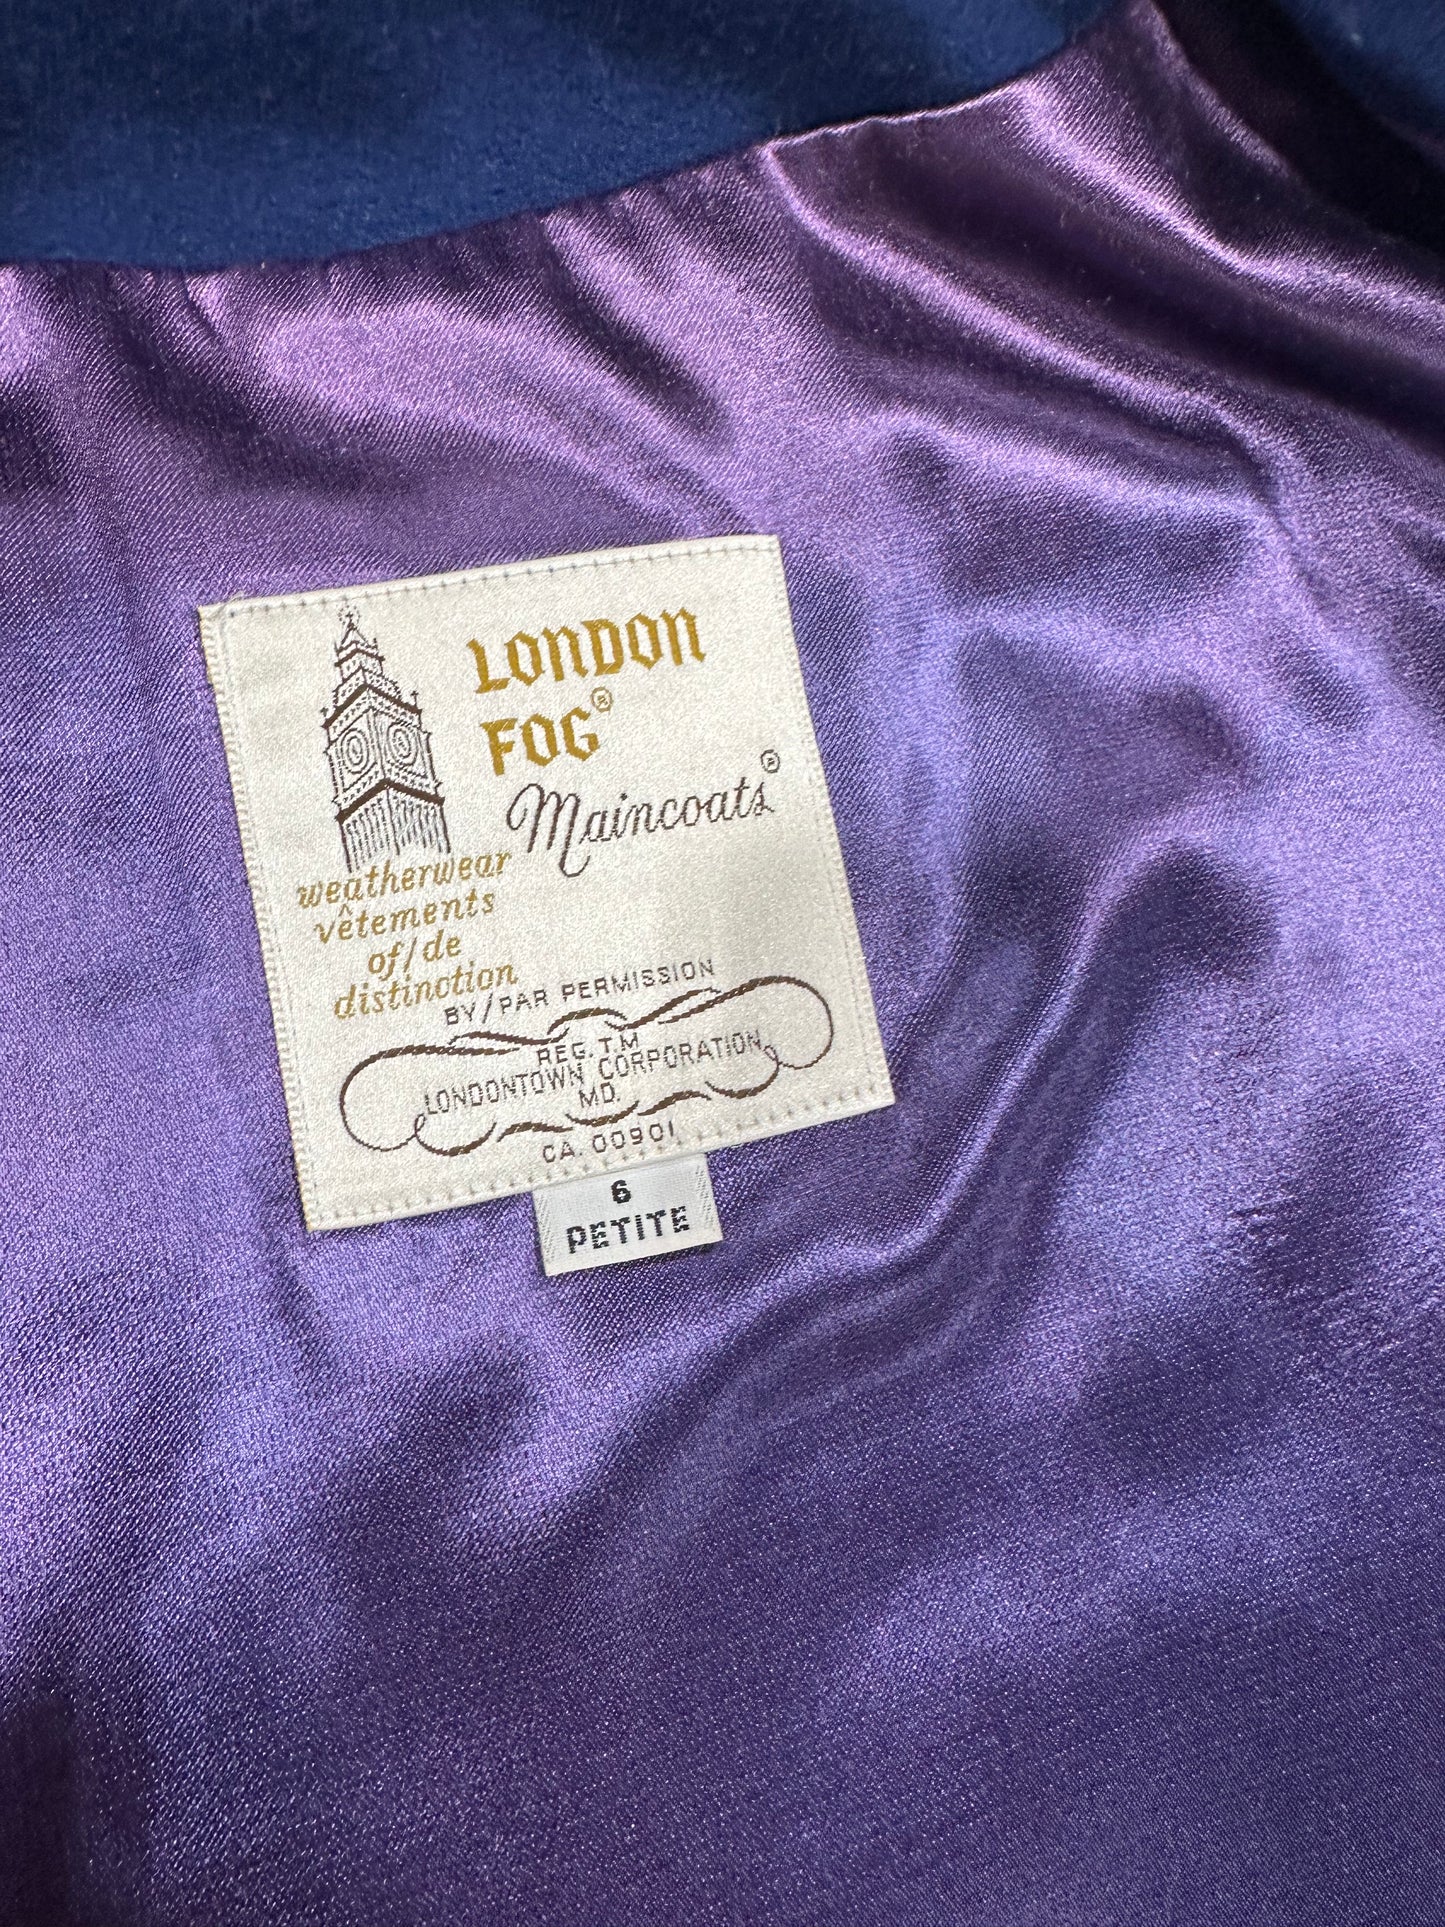 LONDON
FOG®
Maincoats®
weatherwear
vêtements
of/de
distinction
BY/PAR PERMISSION
REG. TM
LONDONTOWN CORPORATION
MD.
CA. 00901
6
PETITE